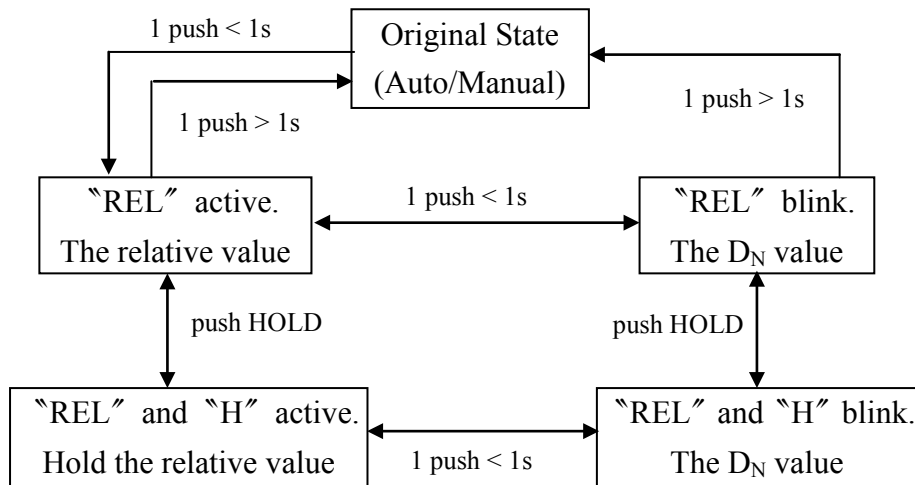 1 push < 1s
Original State
(Auto/Manual)
1 push > 1s
1 push > 1s
〝REL〞 active.
The relative value
1 push < 1s
〝REL〞 blink.
The D_N value
push HOLD
push HOLD
〝REL〞 and 〝H〞 active.
Hold the relative value
1 push < 1s
〝REL〞 and 〝H〞 blink.
The D_N value